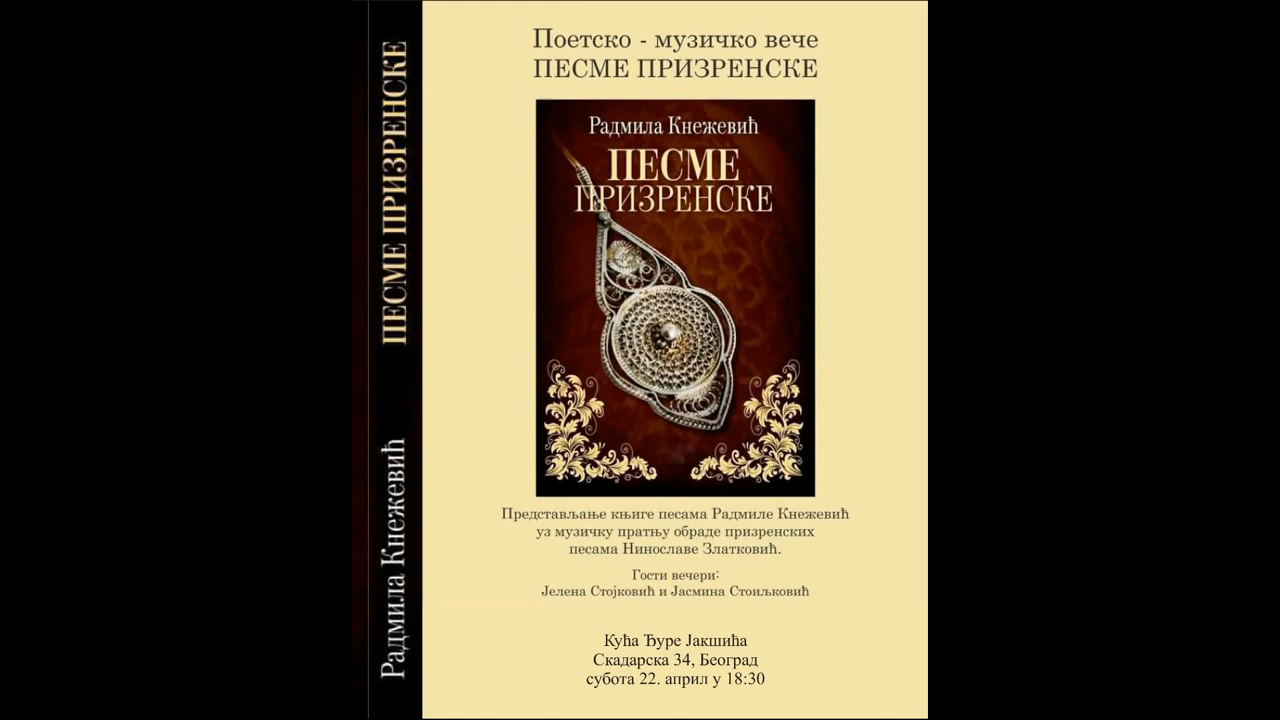 ПЕСМЕ ПРИЗРЕНСКЕ
Радмила Кнежевић
Поетско - музичко вече
ПЕСМЕ ПРИЗРЕНСКЕ
Радмила Кнежевић
ПЕСМЕ
ПРИЗРЕНСКЕ
Представљање књиге песама Радмиле Кнежевић
уз музичку пратњу обраде призренских
песама Нинославе Златковић.
Гости вечери:
Јелена Стојковић и Јасмина Стоиљковић
Кућа Ђуре Јакшића
Скадарска 34, Београд
субота 22. април у 18:30